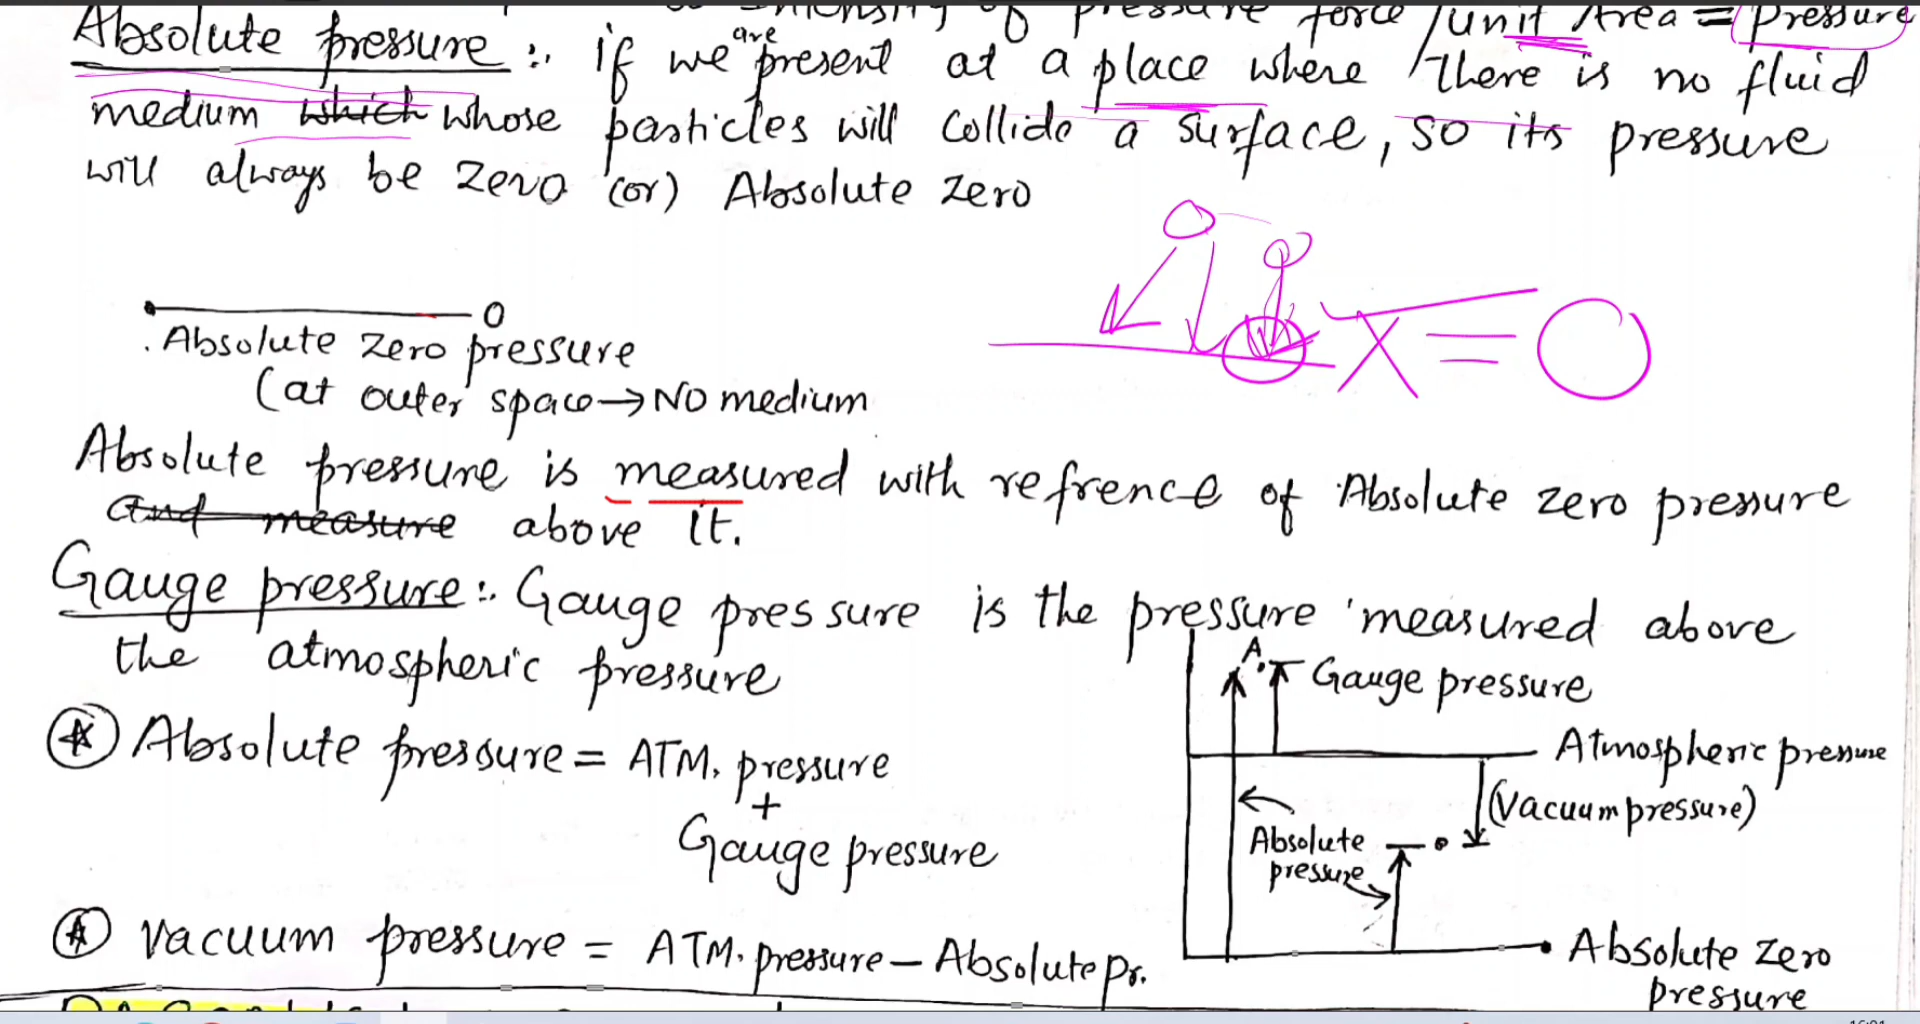 Intensity of pressure force / unit Area = pressure
Absolute pressure :. if we are present at a place where there is no fluid
medium which whose particles will collide a surface, so its pressure
will always be zero (or) Absolute zero
X = O
0
. Absolute zero pressure
(at outer space → NO medium
Absolute pressure is measured with refrence of Absolute zero pressure
and measure above it.
Gauge pressure :. Gauge pressure is the pressure measured above
the atmospheric pressure
A.
Gauge pressure
Absolute pressure = ATM. pressure
+
Gauge pressure
Atmospheric pressure
(Vacuum pressure)
Absolute
pressure
Vacuum pressure = ATM. pressure - Absolute pr.
Absolute zero
pressure